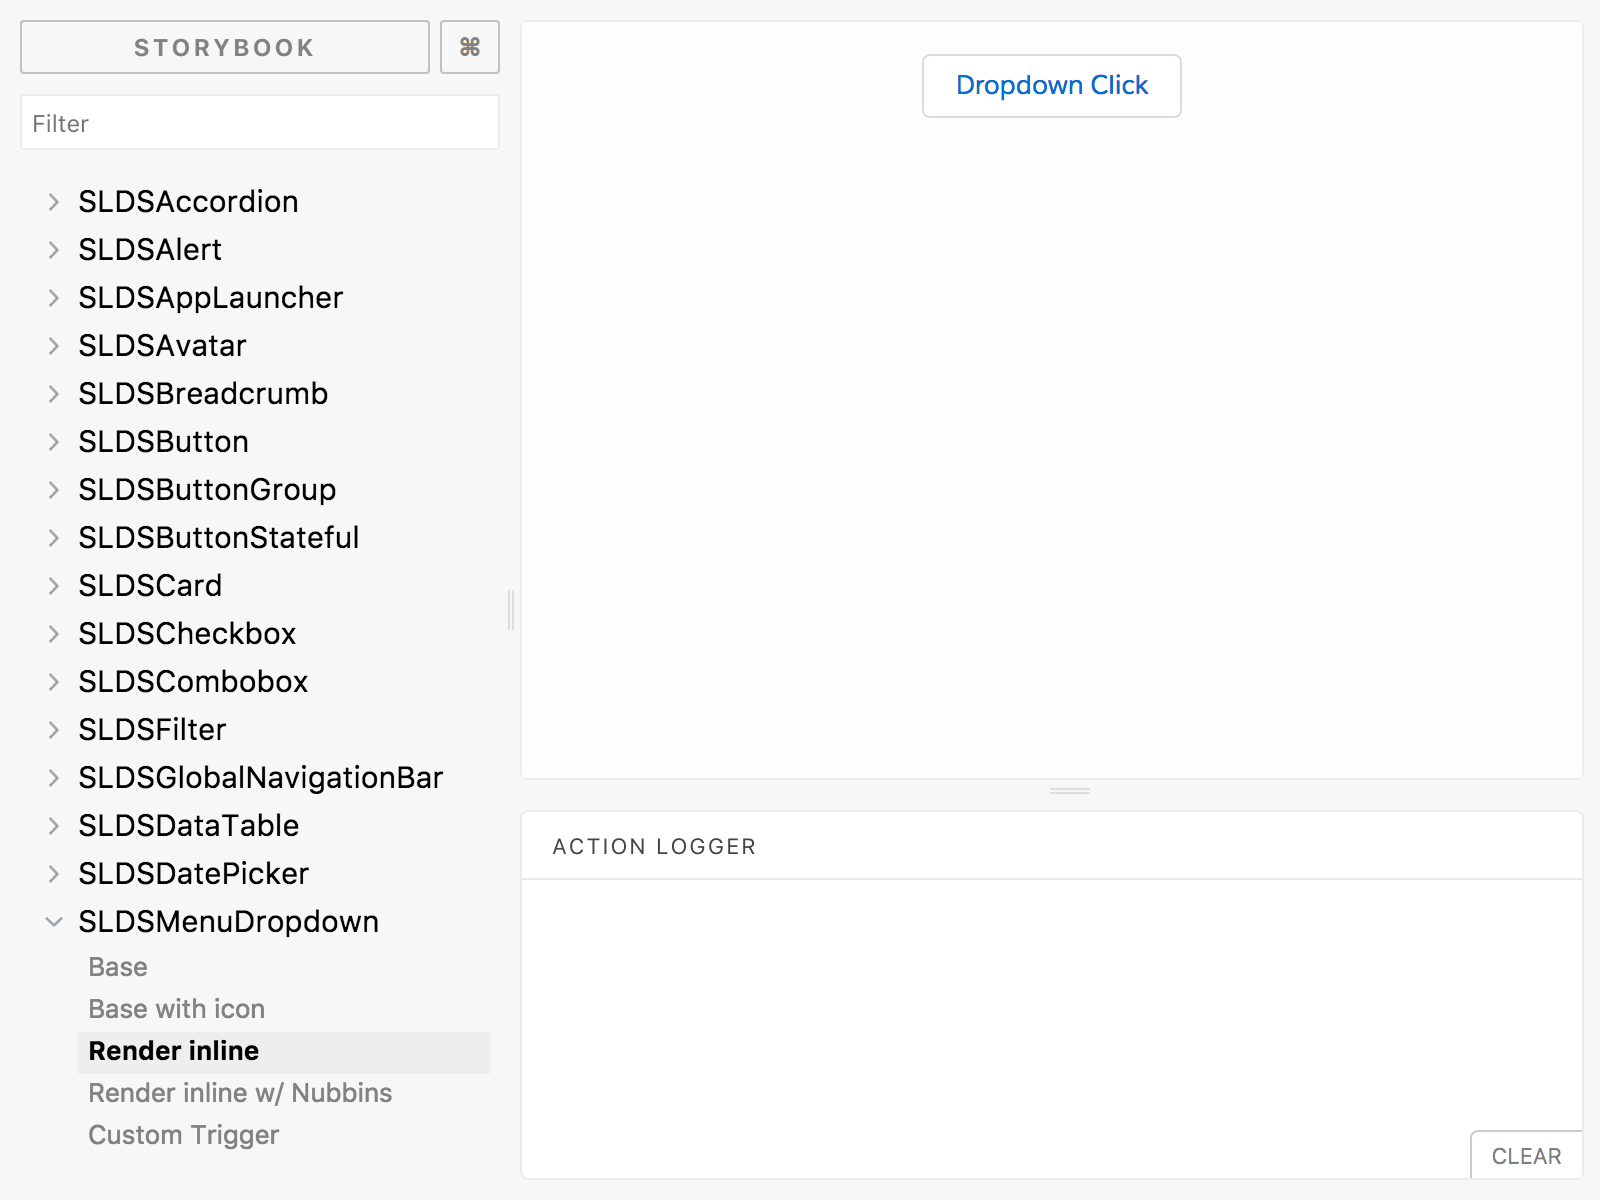 STORYBOOK
⌘
Filter
SLDSAccordion
SLDSAlert
SLDSAppLauncher
SLDSAvatar
SLDSBreadcrumb
SLDSButton
SLDSButtonGroup
SLDSButtonStateful
SLDSCard
SLDSCheckbox
SLDSCombobox
SLDSFilter
SLDSGlobalNavigationBar
SLDSDataTable
SLDSDatePicker
SLDSMenuDropdown
Base
Base with icon
Render inline
Render inline w/ Nubbins
Custom Trigger
Dropdown Click
ACTION LOGGER
CLEAR